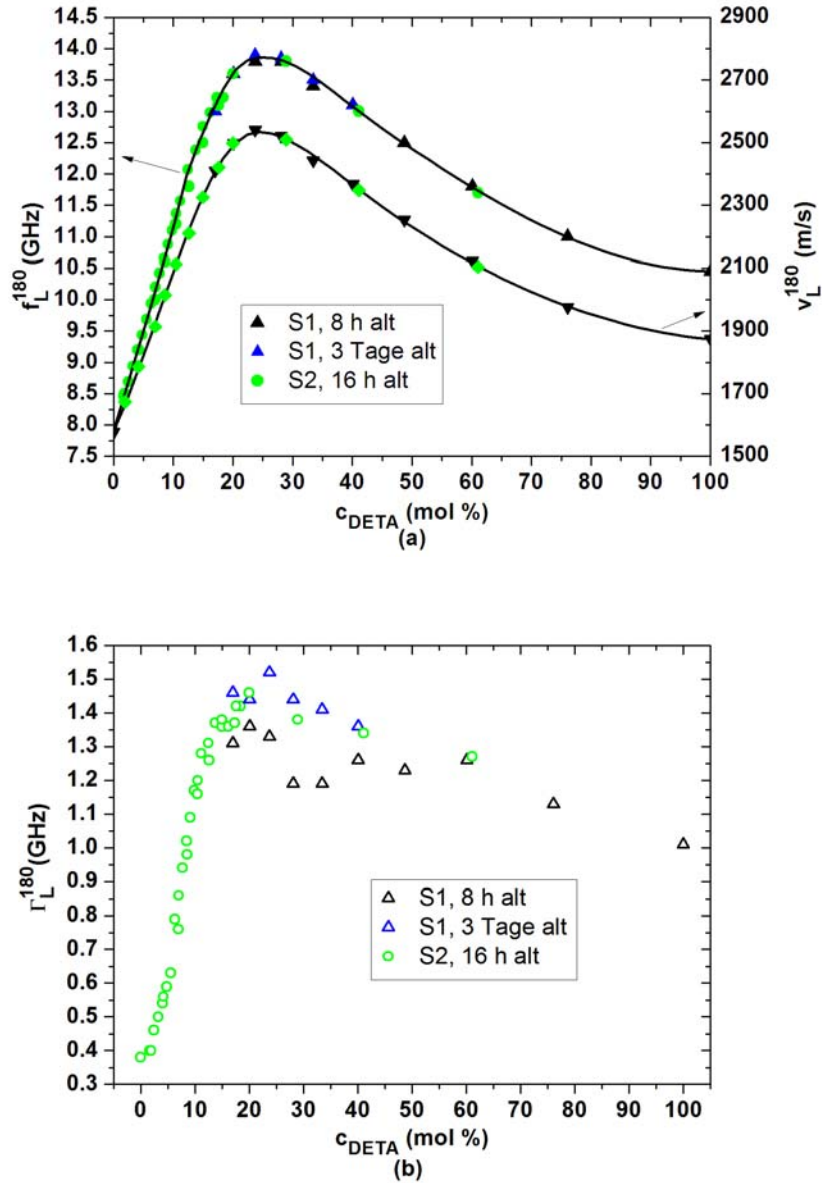 14.5
14.0
13.5
13.0
12.5
12.0
11.5
11.0
10.5
10.0
9.5
9.0
8.5
8.0
7.5
f_L^180 (GHz)
2900
2700
2500
2300
2100
1900
1700
1500
v_L^180 (m/s)
S1, 8 h alt
S1, 3 Tage alt
S2, 16 h alt
0 10 20 30 40 50 60 70 80 90 100
c_DETA (mol %)
(a)
1.6
1.5
1.4
1.3
1.2
1.1
1.0
0.9
0.8
0.7
0.6
0.5
0.4
0.3
Γ_L^180(GHz)
S1, 8 h alt
S1, 3 Tage alt
S2, 16 h alt
0 10 20 30 40 50 60 70 80 90 100
c_DETA (mol %)
(b)